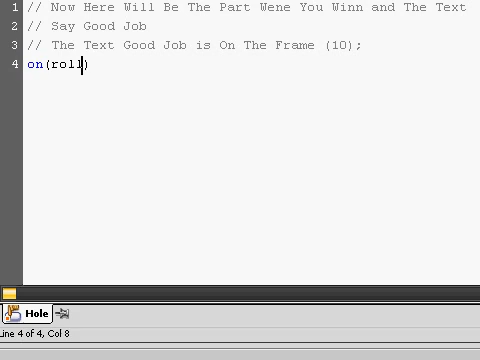 1 // Now Here Will Be The Part Wene You Winn and The Text
2 // Say Good Job
3 // The Text Good Job is On The Frame (10);
4 on(roll)
Hole
Line 4 of 4, Col 8